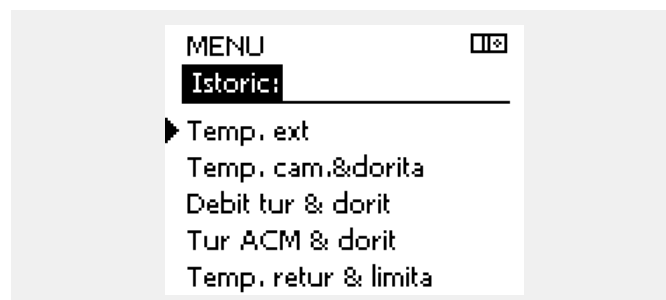 MENU
Istoric:
Temp. ext
Temp. cam.&dorita
Debit tur & dorit
Tur ACM & dorit
Temp. retur & limita